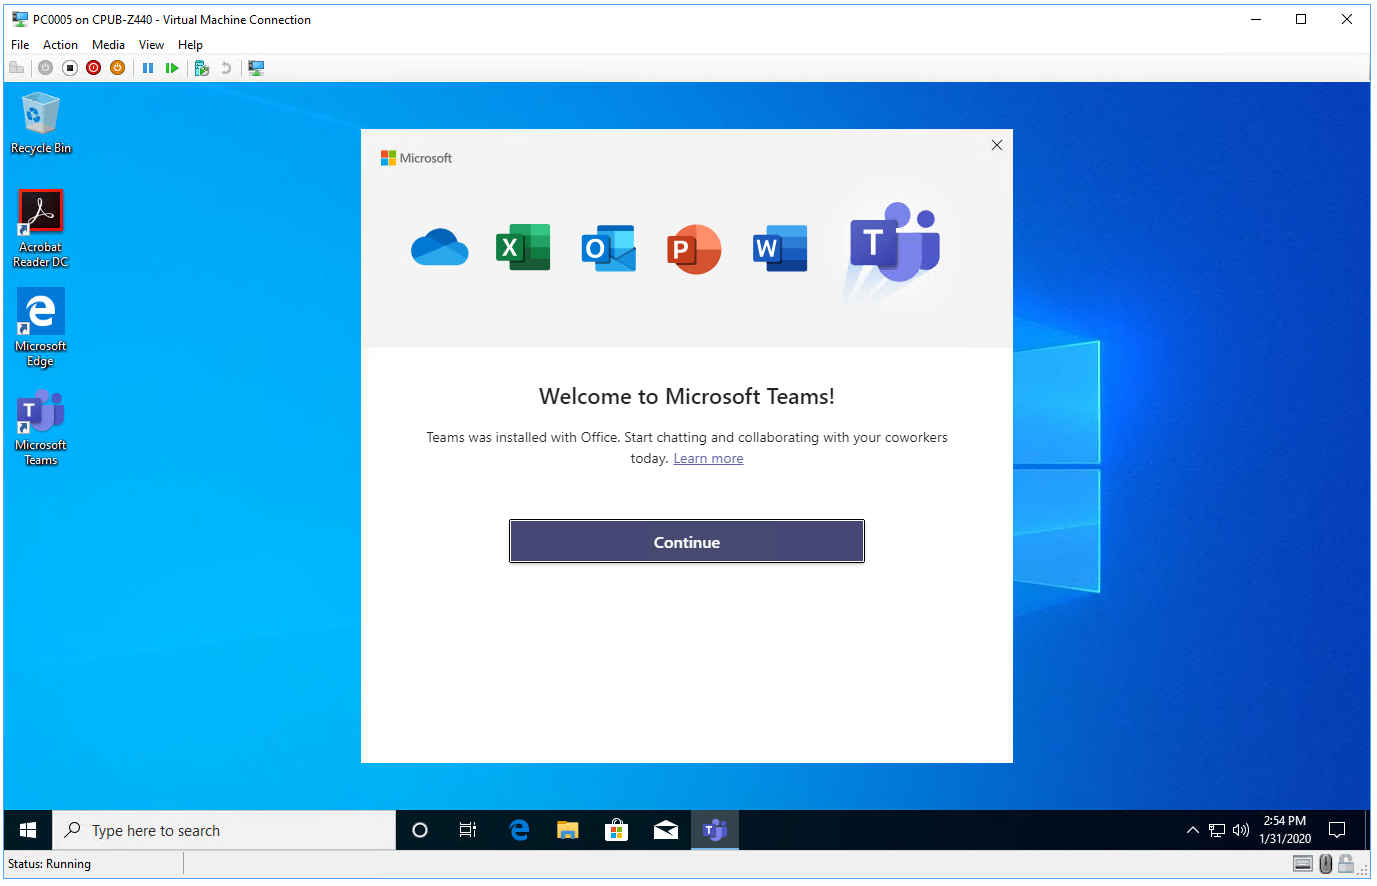 PC0005 on CPUB-Z440 - Virtual Machine Connection
File Action Media View Help
Recycle Bin
Acrobat
Reader DC
Microsoft
Edge
Microsoft
Teams
Microsoft
X
O
P
W
T
Welcome to Microsoft Teams!
Teams was installed with Office. Start chatting and collaborating with your coworkers
today. Learn more
Continue
Type here to search
2:54 PM
1/31/2020
Status: Running